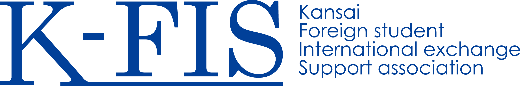 K-FIS
Kansai
Foreign student
International exchange
Support association